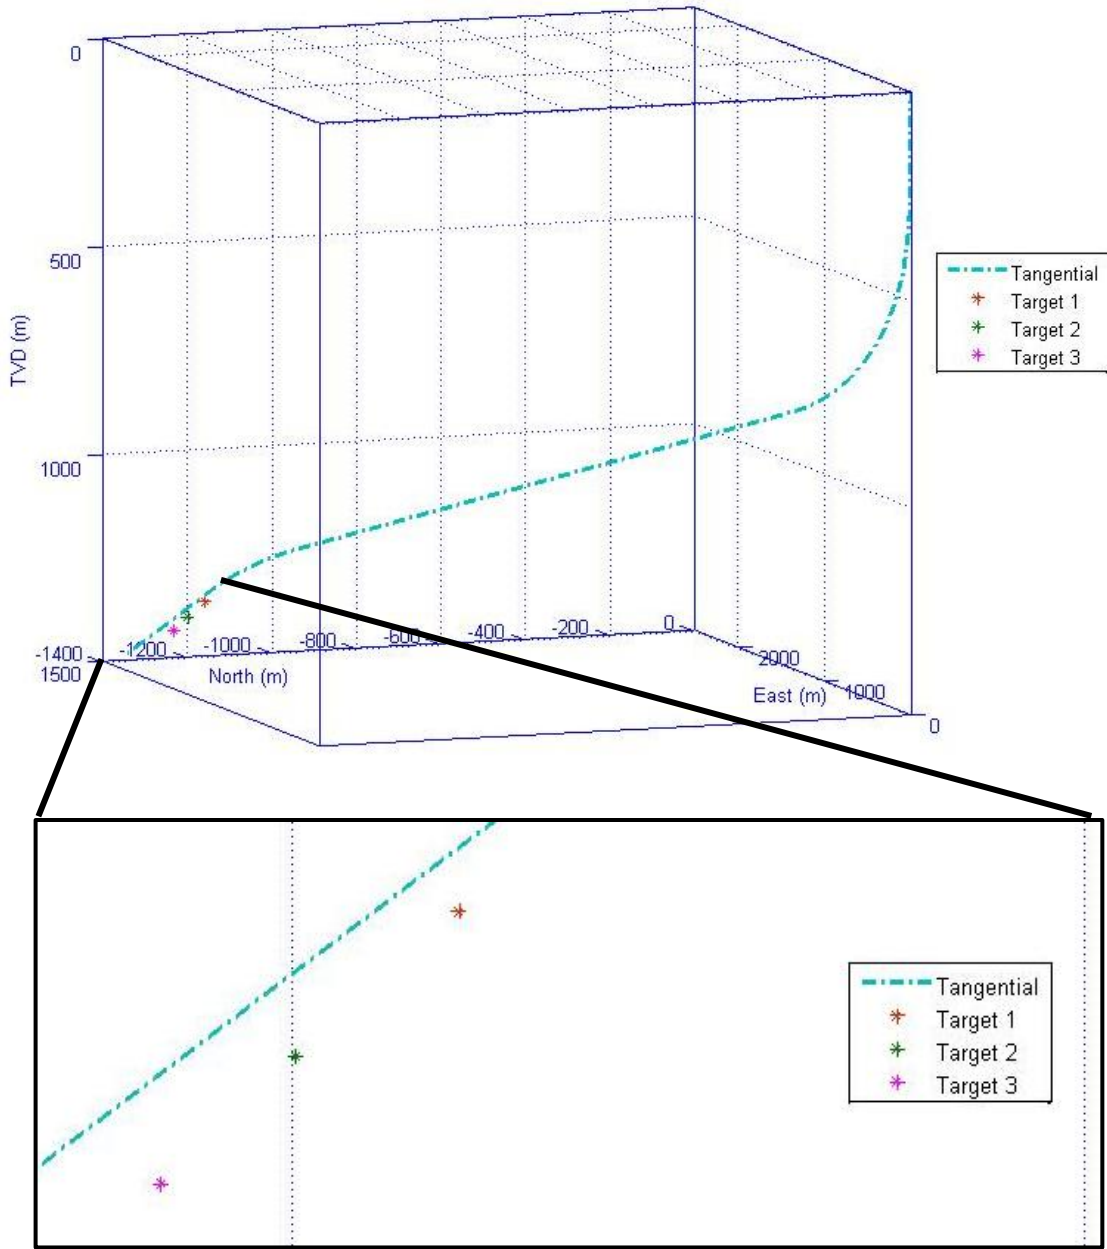 0
500
TVD (m)
1000
-1400
1500
-1200
-1000
-800
-600
-400
-200
0
North (m)
2000
1000
0
East (m)
Tangential
Target 1
Target 2
Target 3
Tangential
Target 1
Target 2
Target 3